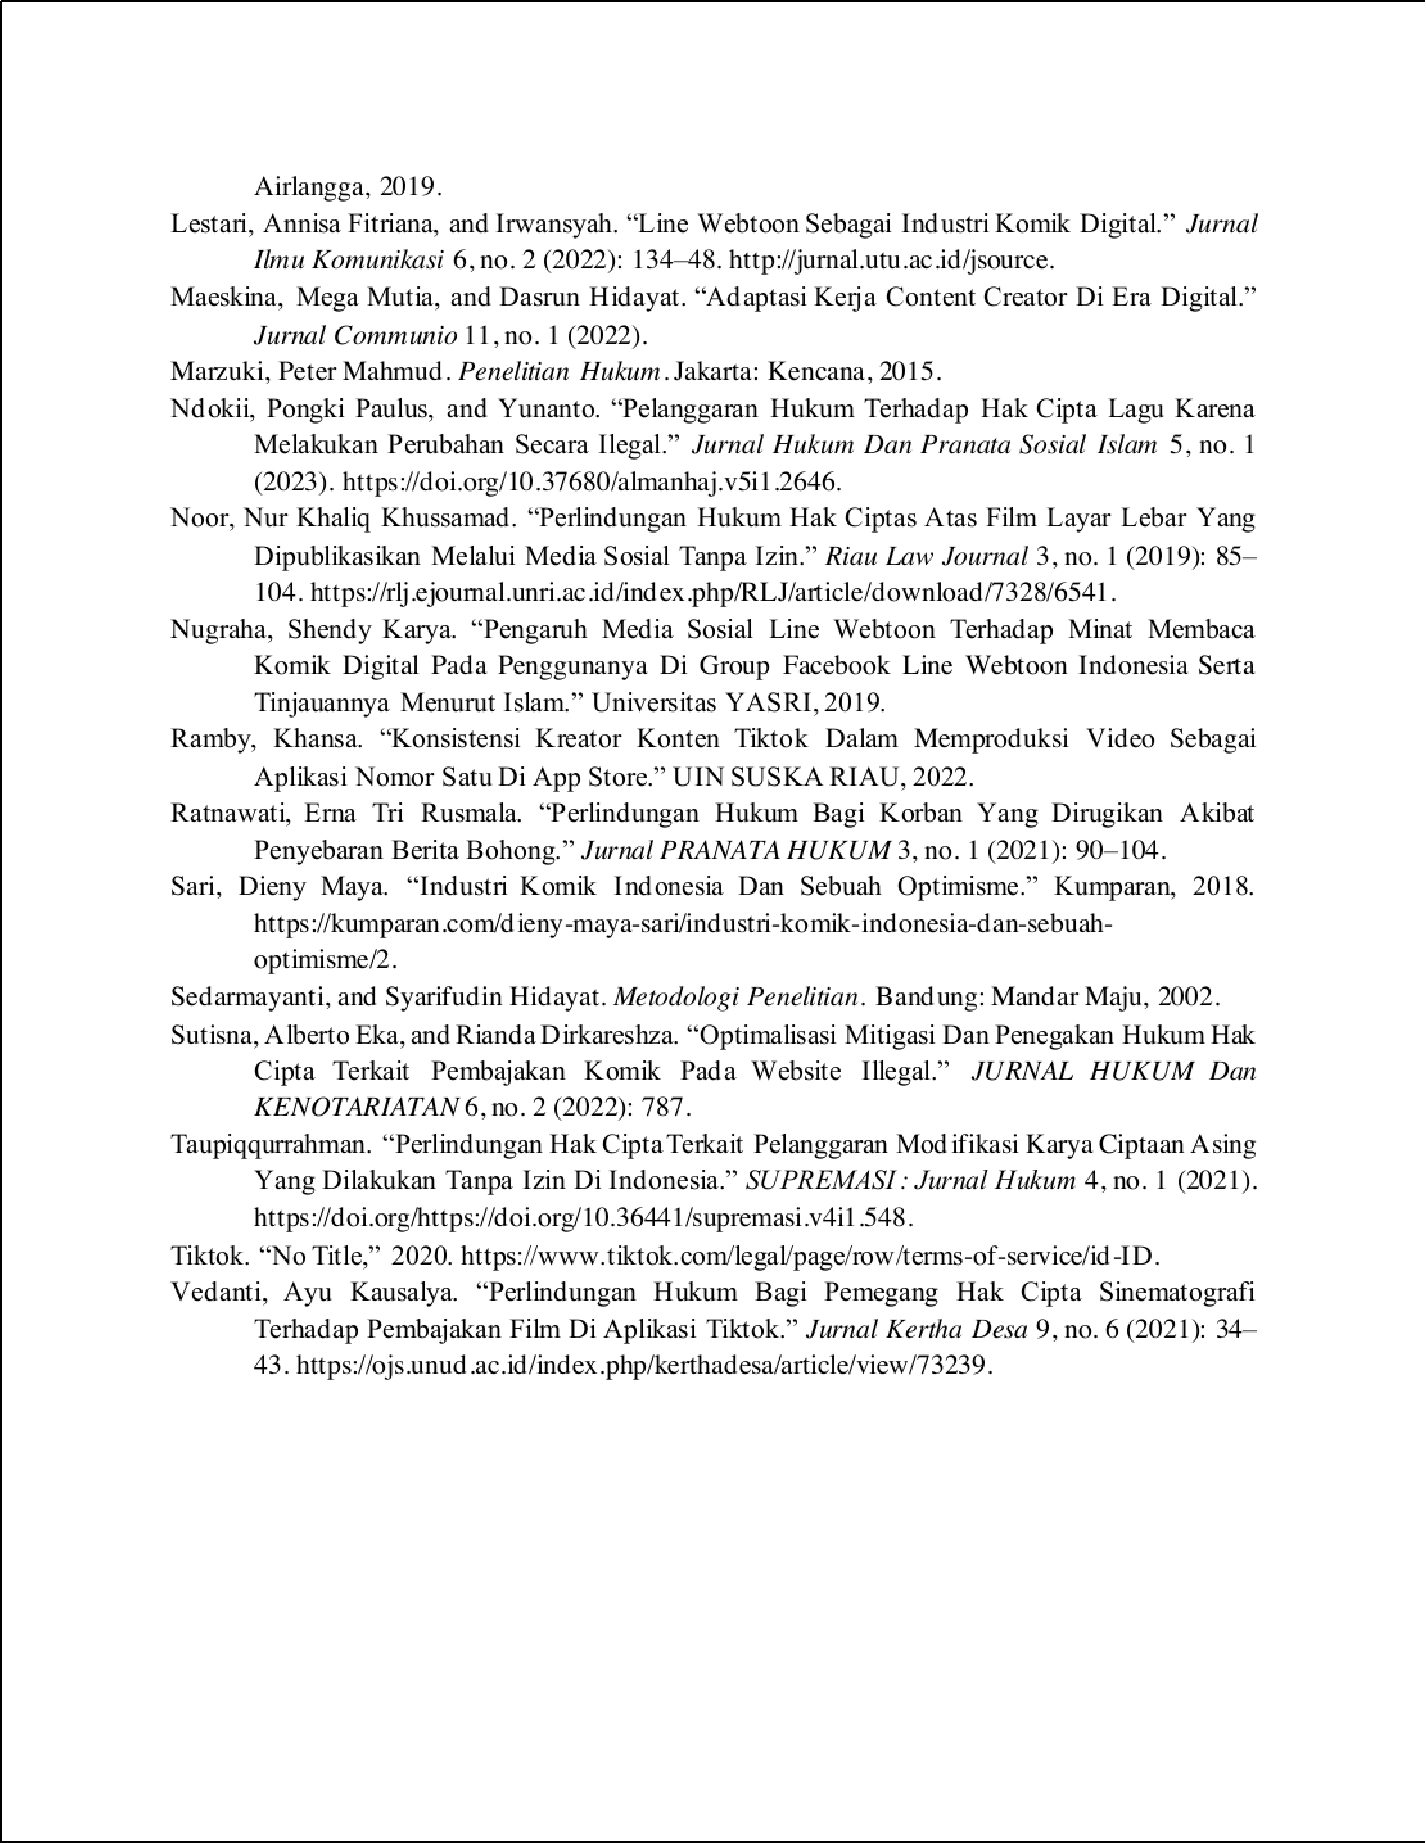 Airlangga, 2019.
Lestari, Annisa Fitriana, and Irwansyah. “Line Webtoon Sebagai Industri Komik Digital.” Jurnal
Ilmu Komunikasi 6, no. 2 (2022): 134–48. http://jurnal.utu.ac.id/jsource.
Maeskina, Mega Mutia, and Dasrun Hidayat. “Adaptasi Kerja Content Creator Di Era Digital.”
Jurnal Communio 11, no. 1 (2022).
Marzuki, Peter Mahmud. Penelitian Hukum. Jakarta: Kencana, 2015.
Ndokii, Pongki Paulus, and Yunanto. “Pelanggaran Hukum Terhadap Hak Cipta Lagu Karena
Melakukan Perubahan Secara Ilegal.” Jurnal Hukum Dan Pranata Sosial Islam 5, no. 1
(2023). https://doi.org/10.37680/almanhaj.v5i1.2646.
Noor, Nur Khaliq Khussamad. “Perlindungan Hukum Hak Ciptas Atas Film Layar Lebar Yang
Dipublikasikan Melalui Media Sosial Tanpa Izin.” Riau Law Journal 3, no. 1 (2019): 85–
104. https://rlj.ejournal.unri.ac.id/index.php/RLJ/article/download/7328/6541.
Nugraha, Shendy Karya. “Pengaruh Media Sosial Line Webtoon Terhadap Minat Membaca
Komik Digital Pada Penggunanya Di Group Facebook Line Webtoon Indonesia Serta
Tinjauannya Menurut Islam.” Universitas YASRI, 2019.
Ramby, Khansa. “Konsistensi Kreator Konten Tiktok Dalam Memproduksi Video Sebagai
Aplikasi Nomor Satu Di App Store.” UIN SUSKA RIAU, 2022.
Ratnawati, Erna Tri Rusmala. “Perlindungan Hukum Bagi Korban Yang Dirugikan Akibat
Penyebaran Berita Bohong.” Jurnal PRANATA HUKUM 3, no. 1 (2021): 90–104.
Sari, Dieny Maya. “Industri Komik Indonesia Dan Sebuah Optimisme.” Kumparan, 2018.
https://kumparan.com/dieny-maya-sari/industri-komik-indonesia-dan-sebuah-
optimisme/2.
Sedarmayanti, and Syarifudin Hidayat. Metodologi Penelitian. Bandung: Mandar Maju, 2002.
Sutisna, Alberto Eka, and Rianda Dirkareshza. “Optimalisasi Mitigasi Dan Penegakan Hukum Hak
Cipta Terkait Pembajakan Komik Pada Website Illegal.” JURNAL HUKUM Dan
KENOTARIATAN 6, no. 2 (2022): 787.
Taupiqqurrahman. “Perlindungan Hak Cipta Terkait Pelanggaran Modifikasi Karya Ciptaan Asing
Yang Dilakukan Tanpa Izin Di Indonesia.” SUPREMASI : Jurnal Hukum 4, no. 1 (2021).
https://doi.org/https://doi.org/10.36441/supremasi.v4i1.548.
Tiktok. “No Title,” 2020. https://www.tiktok.com/legal/page/row/terms-of-service/id-ID.
Vedanti, Ayu Kausalya. “Perlindungan Hukum Bagi Pemegang Hak Cipta Sinematografi
Terhadap Pembajakan Film Di Aplikasi Tiktok.” Jurnal Kertha Desa 9, no. 6 (2021): 34–
43. https://ojs.unud.ac.id/index.php/kerthadesa/article/view/73239.